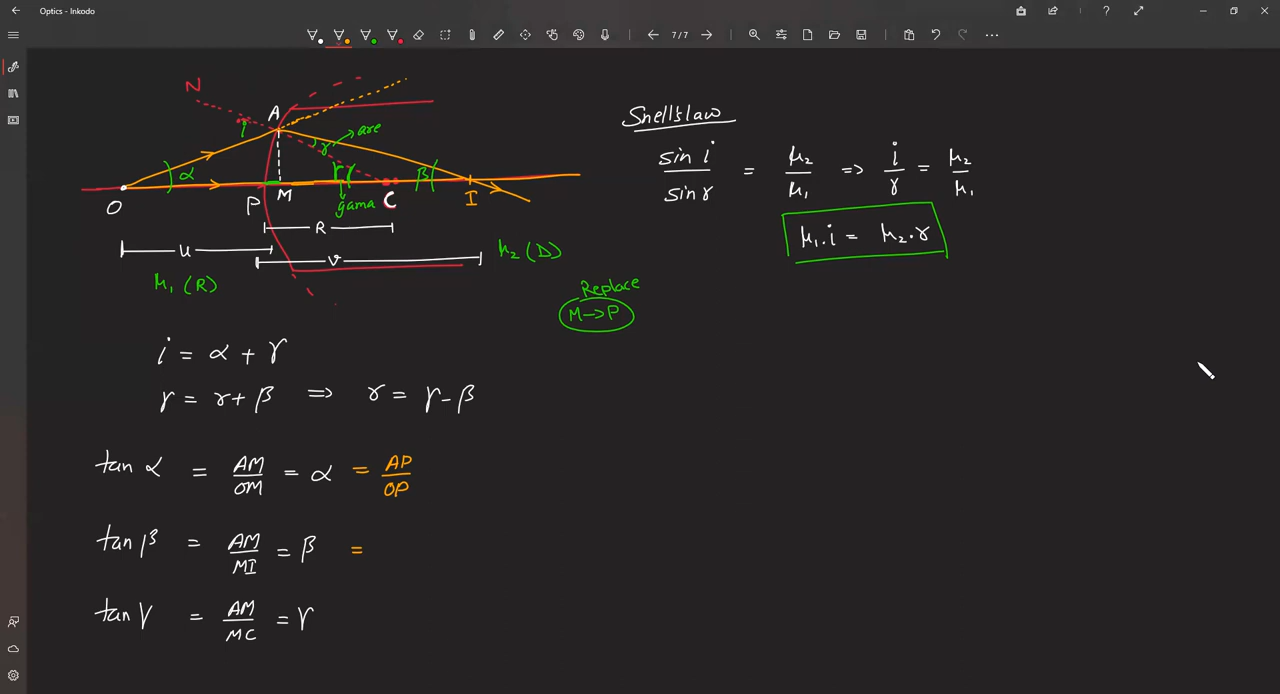 Optics - Inkodo
7/7
N
A
i
are
r
α
γ
β
O
P
M
gama
C
I
R
u
v
μ₁ (R)
μ₂ (D)
Replace
M → P
Snell's law
sin i / sin r = μ₂ / μ₁ ⇒ i / r = μ₂ / μ₁
μ₁.i = μ₂.r
i = α + γ
γ = r + β ⇒ r = γ - β
tan α = AM / OM = α = AP / OP
tan β = AM / MI = β =
tan γ = AM / MC = γ